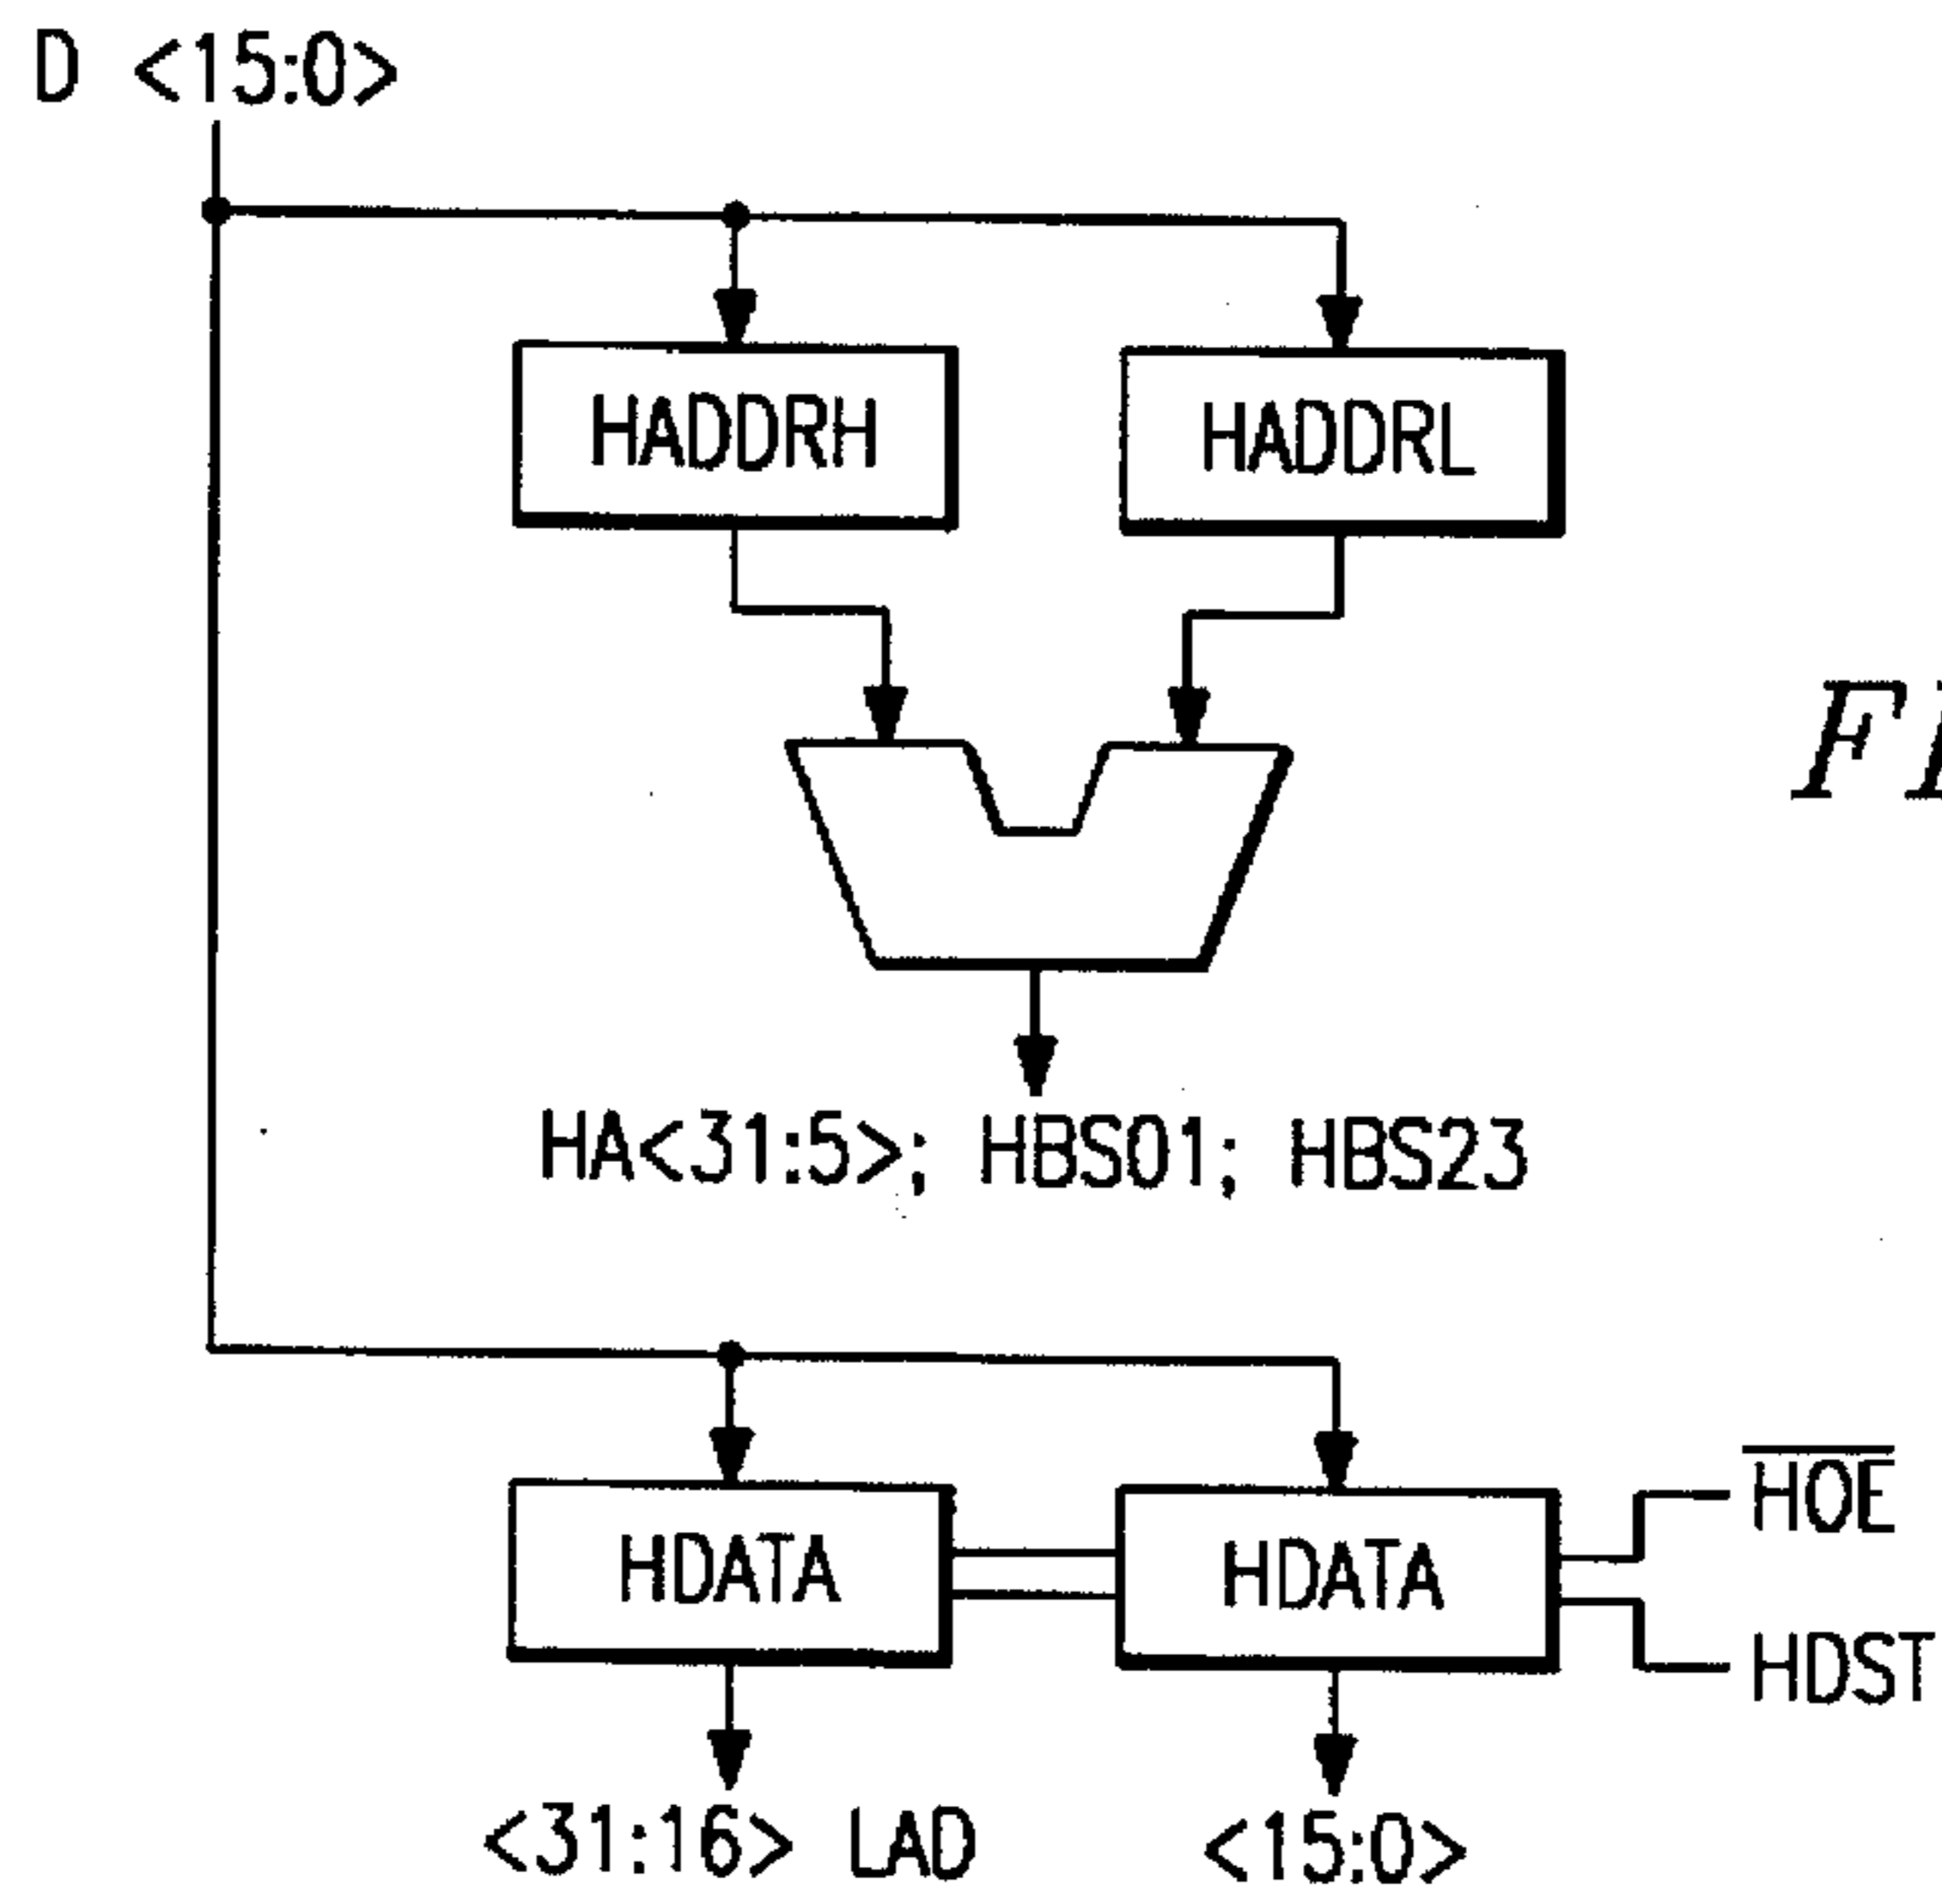 D <15:0>
HADDRH HADDRL
HA<31:5>; HBS01; HBS23
HOE
HDATA HDATA
HDST
<31:16> LAD <15:0>